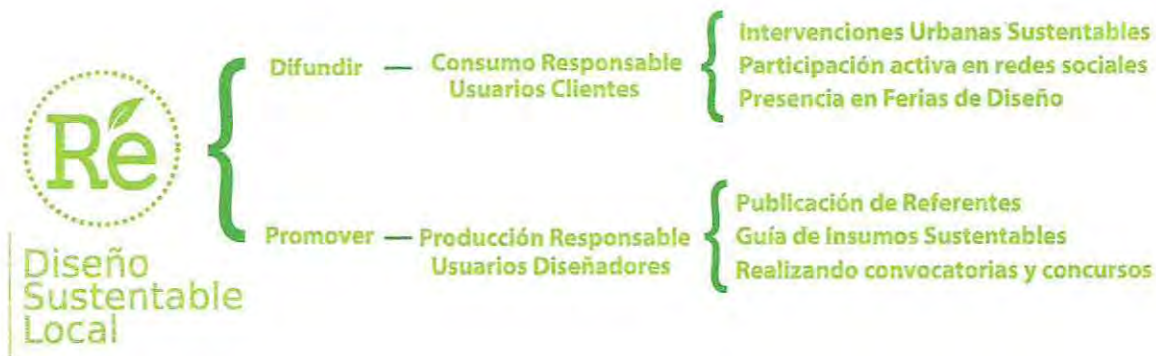 Ré
Diseño
Sustentable
Local
Difundir — Consumo Responsable
Usuarios Clientes
Intervenciones Urbanas Sustentables
Participación activa en redes sociales
Presencia en Ferias de Diseño
Promover — Producción Responsable
Usuarios Diseñadores
Publicación de Referentes
Guía de Insumos Sustentables
Realizando convocatorias y concursos